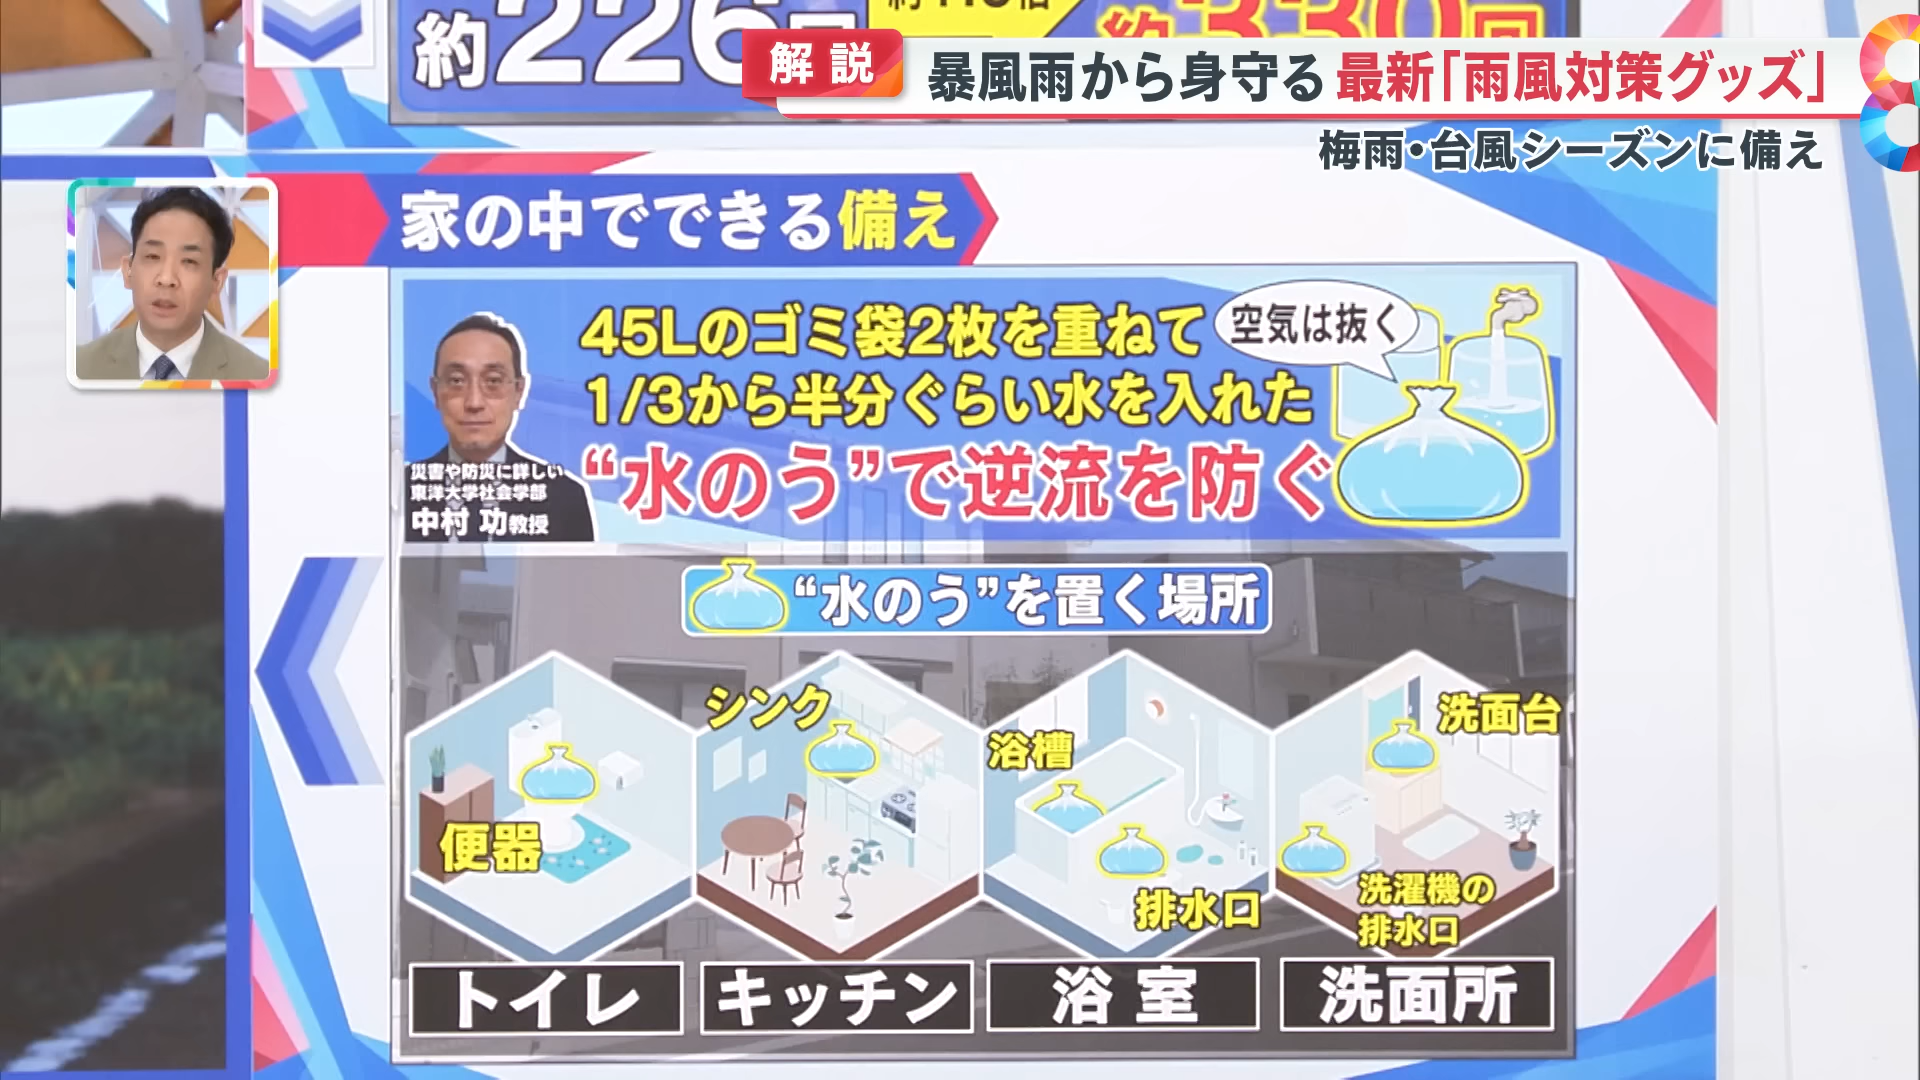 約226回
約330回
解説
暴風雨から身守る 最新「雨風対策グッズ」
梅雨・台風シーズンに備え
家の中でできる備え
45Lのゴミ袋2枚を重ねて
空気は抜く
1/3から半分ぐらい水を入れた
“水のう”で逆流を防ぐ
災害や防災に詳しい
東洋大学社会学部
中村 功教授
“水のう”を置く場所
便器
シンク
浴槽
排水口
洗面台
洗濯機の
排水口
トイレ
キッチン
浴室
洗面所